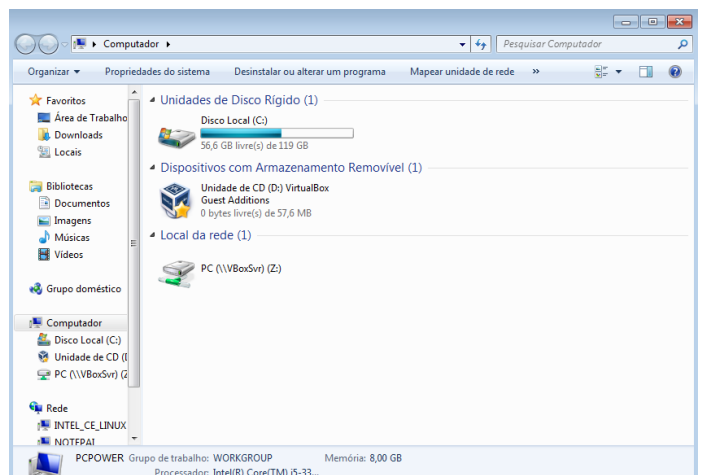 Computador
Pesquisar Computador
Organizar Propriedades do sistema Desinstalar ou alterar um programa Mapear unidade de rede »
Favoritos
Área de Trabalho
Downloads
Locais
Bibliotecas
Documentos
Imagens
Músicas
Vídeos
Grupo doméstico
Computador
Disco Local (C:)
Unidade de CD (
PC (\\VBoxSvr) (Z
Rede
INTEL_CE_LINUX
Unidades de Disco Rígido (1)
Disco Local (C:)
56,6 GB livre(s) de 119 GB
Dispositivos com Armazenamento Removível (1)
Unidade de CD (D:) VirtualBox
Guest Additions
0 bytes livre(s) de 57,6 MB
Local da rede (1)
PC (\\VBoxSvr) (Z:)
PCPOWER Grupo de trabalho: WORKGROUP Memória: 8,00 GB
Processador: Intel(R) Core(TM) i5-33...